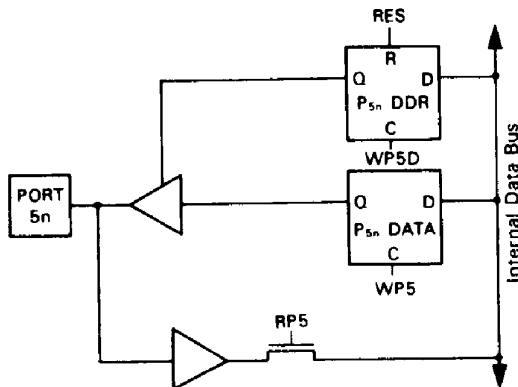 RES
R
Q D
P5n DDR
C
WP5D
PORT
5n
Q D
P5n DATA
C
WP5
RP5
Internal Data Bus